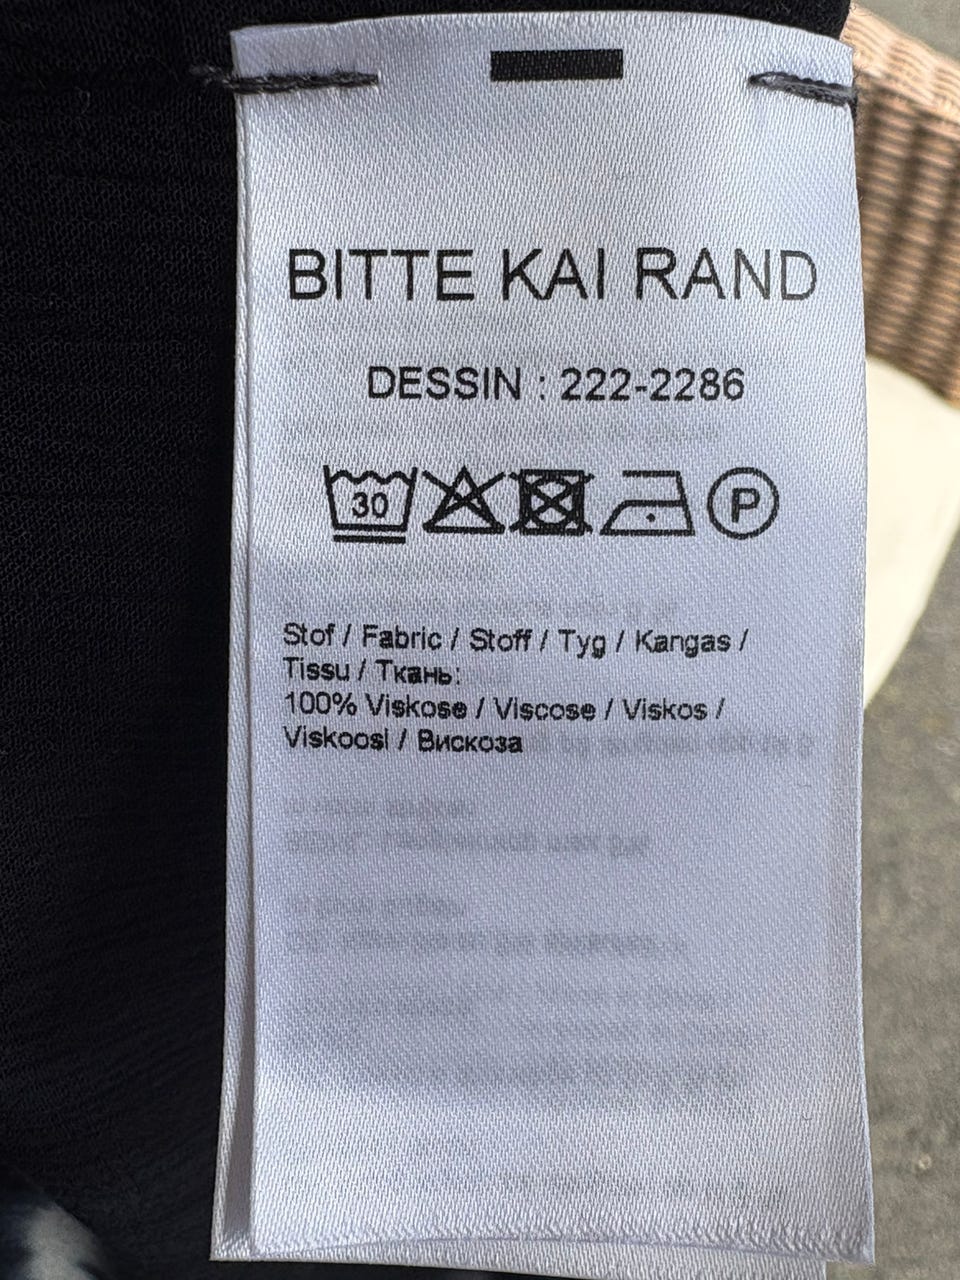 BITTE KAI RAND
DESSIN : 222-2286
30 P
Stof / Fabric / Stoff / Tyg / Kangas /
Tissu / Ткань:
100% Viskose / Viscose / Viskos /
Viskoosi / Вискоза